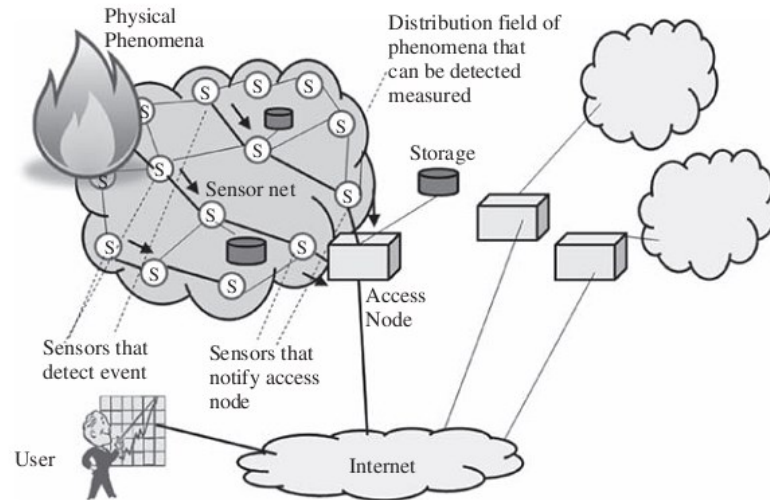 Physical
Phenomena
Distribution field of
phenomena that
can be detected
measured
S
S
S
S
S
S
S
S
S
Sensor net
S
S
S
S
S
Storage
Access
Node
Sensors that
detect event
Sensors that
notify access
node
User
Internet